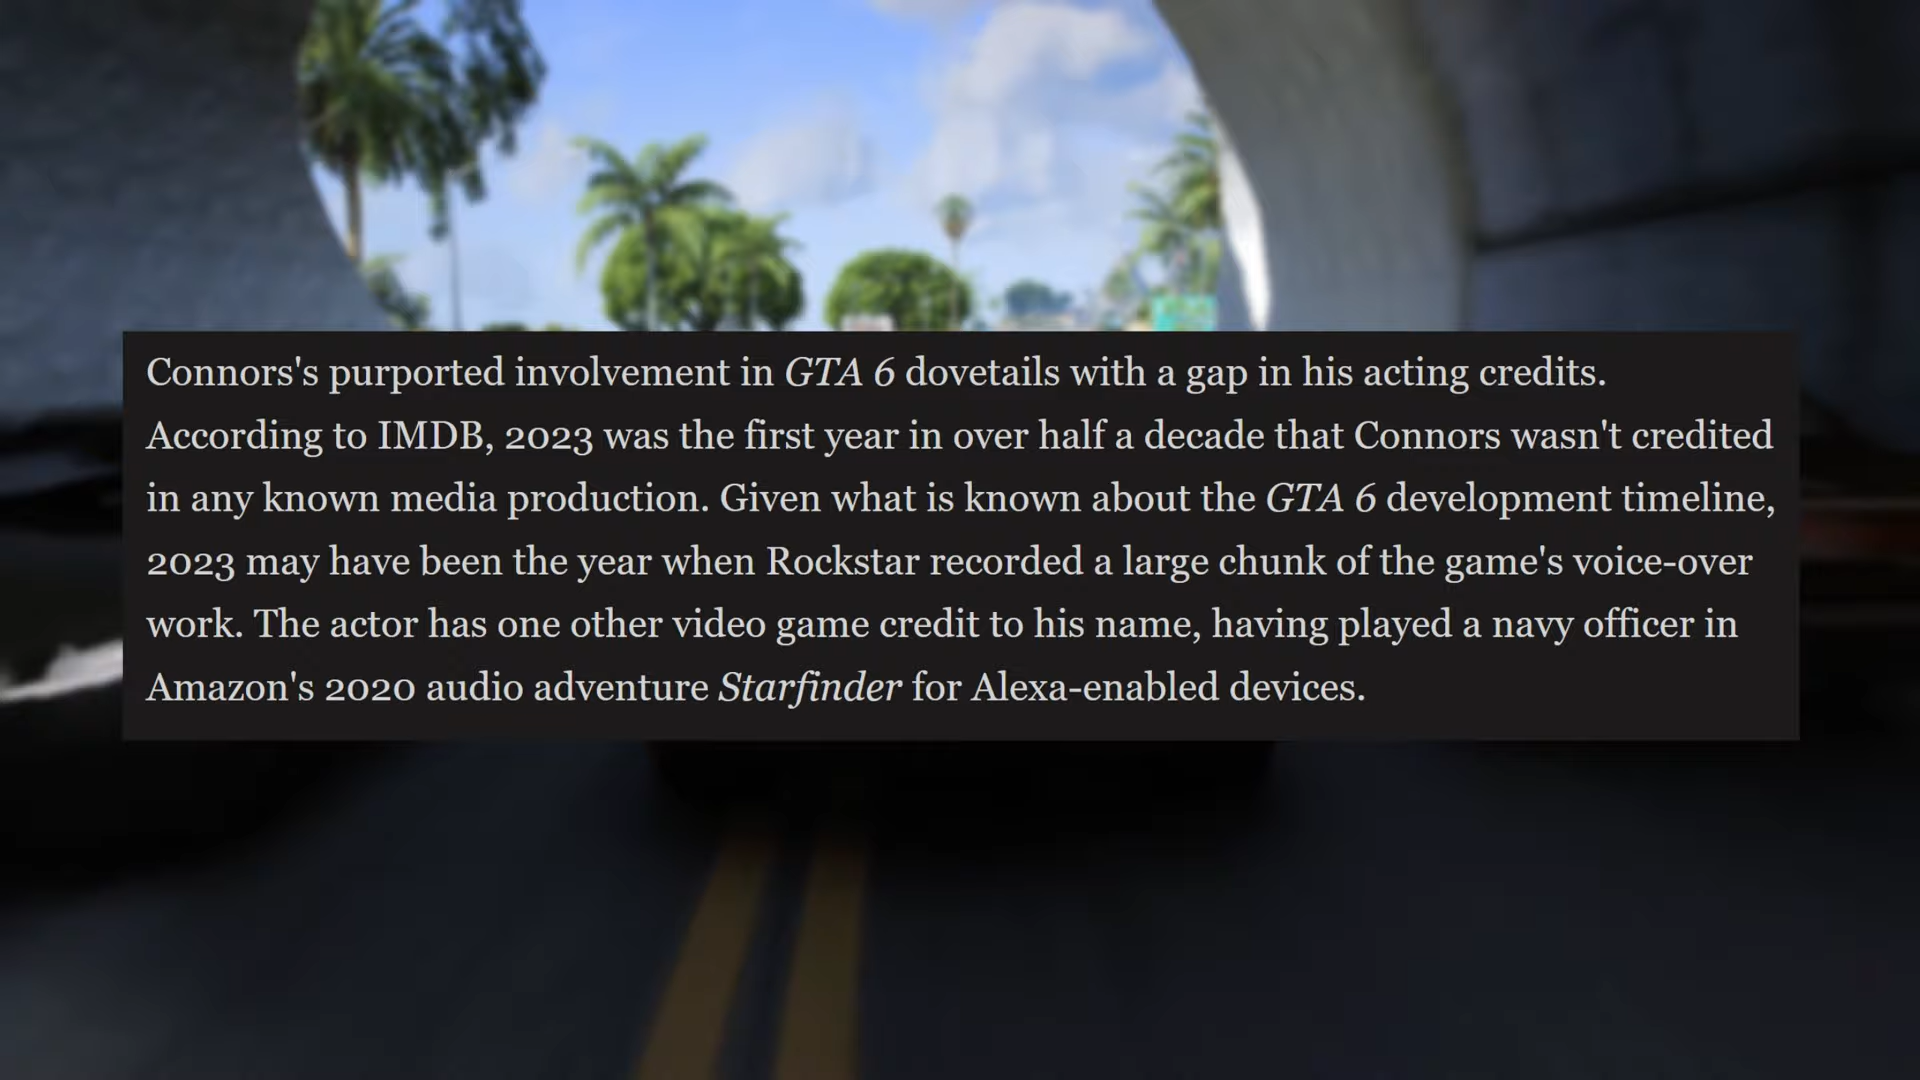 Connors's purported involvement in GTA 6 dovetails with a gap in his acting credits.
According to IMDB, 2023 was the first year in over half a decade that Connors wasn't credited
in any known media production. Given what is known about the GTA 6 development timeline,
2023 may have been the year when Rockstar recorded a large chunk of the game's voice-over
work. The actor has one other video game credit to his name, having played a navy officer in
Amazon's 2020 audio adventure Starfinder for Alexa-enabled devices.